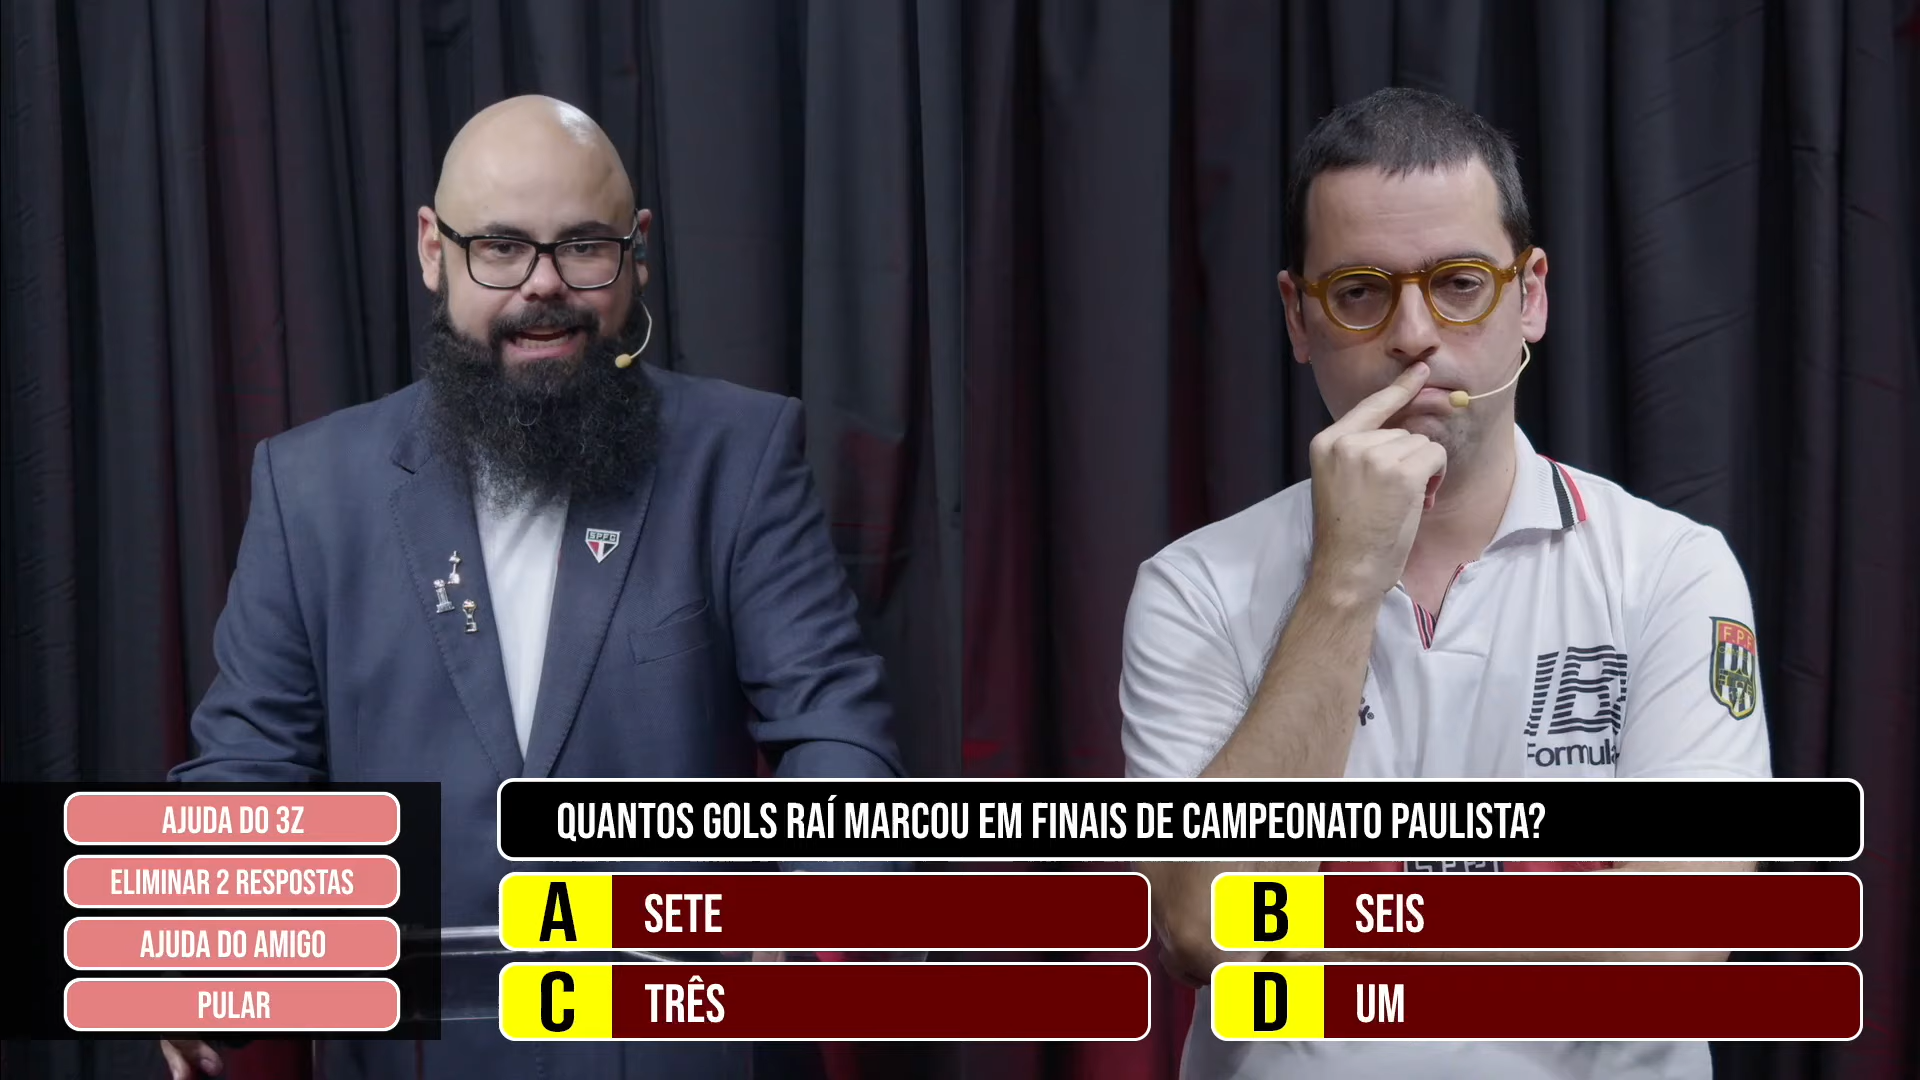 SPFC
F.P.F
IBF
Formula
AJUDA DO 3Z
ELIMINAR 2 RESPOSTAS
AJUDA DO AMIGO
PULAR
QUANTOS GOLS RAÍ MARCOU EM FINAIS DE CAMPEONATO PAULISTA?
A SETE
B SEIS
C TRÊS
D UM